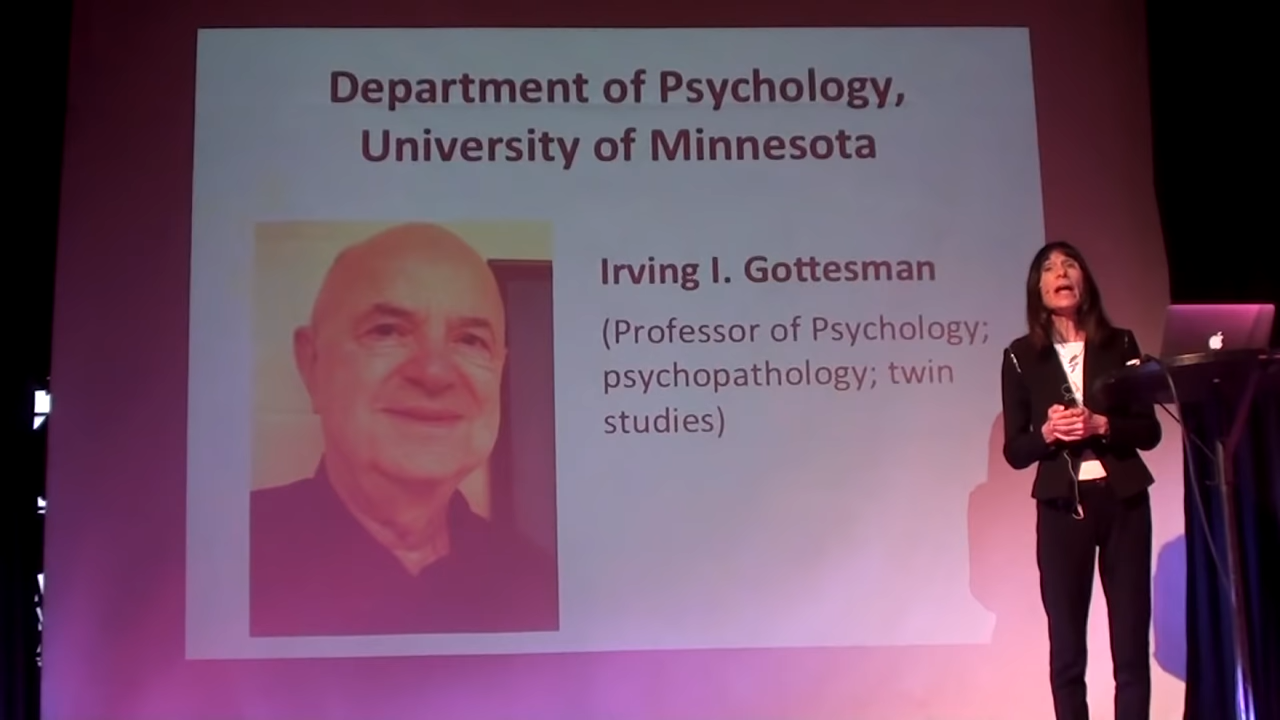 Department of Psychology,
University of Minnesota
Irving I. Gottesman
(Professor of Psychology;
psychopathology; twin
studies)